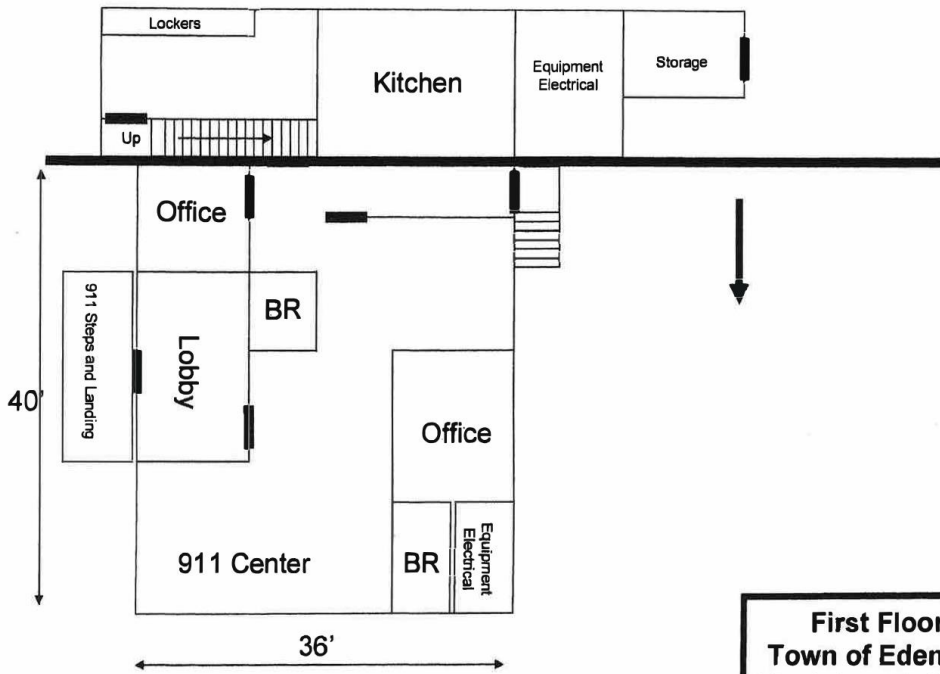 Lockers
Kitchen
Equipment
Electrical
Storage
Up
Office
911 Steps and Landing
Lobby
BR
40'
Office
911 Center
BR
Equipment
Electrical
36'
First Floor
Town of Eden